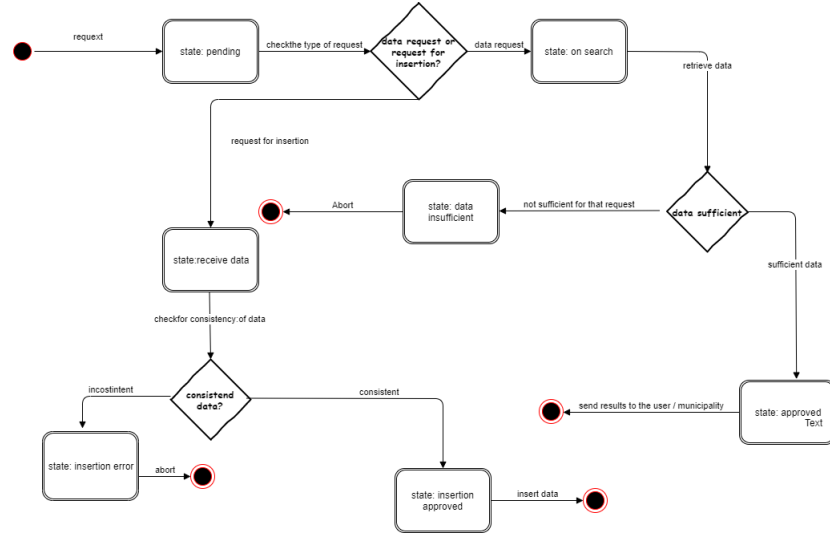 requext
state: pending
checkthe type of request
data request or
request for
insertion?
data request
state: on search
retrieve data
request for insertion
Abort
state: data
insufficient
not sufficient for that request
data sufficient
state:receive data
sufficient data
checkfor consistency:of data
incostintent
consistend
data?
consistent
send results to the user / municipality
state: approved
Text
state: insertion error
abort
state: insertion
approved
insert data